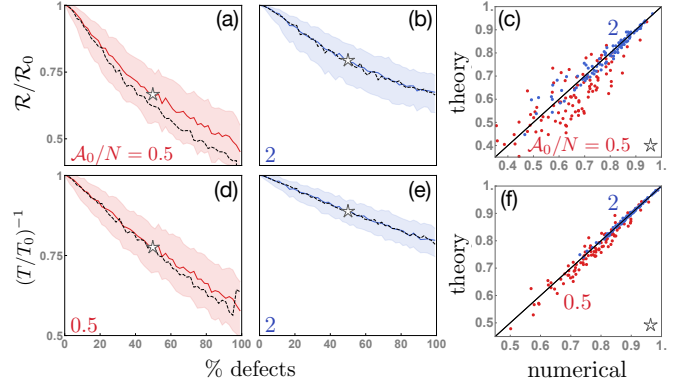 (a)
(b)
(c)
R/R₀
1
0.75
0.5
A₀/N = 0.5
2
theory
1.
0.9
0.8
0.7
0.6
0.5
0.4
2
A₀/N = 0.5
0.4 0.5 0.6 0.7 0.8 0.9 1.
(d)
(e)
(f)
(T/T₀)⁻¹
1
0.75
0.5
0.5
0 20 40 60 80 100
2
0 20 40 60 80 100
theory
1.
0.9
0.8
0.7
0.6
0.5
2
0.5
0.5 0.6 0.7 0.8 0.9 1.
% defects
numerical